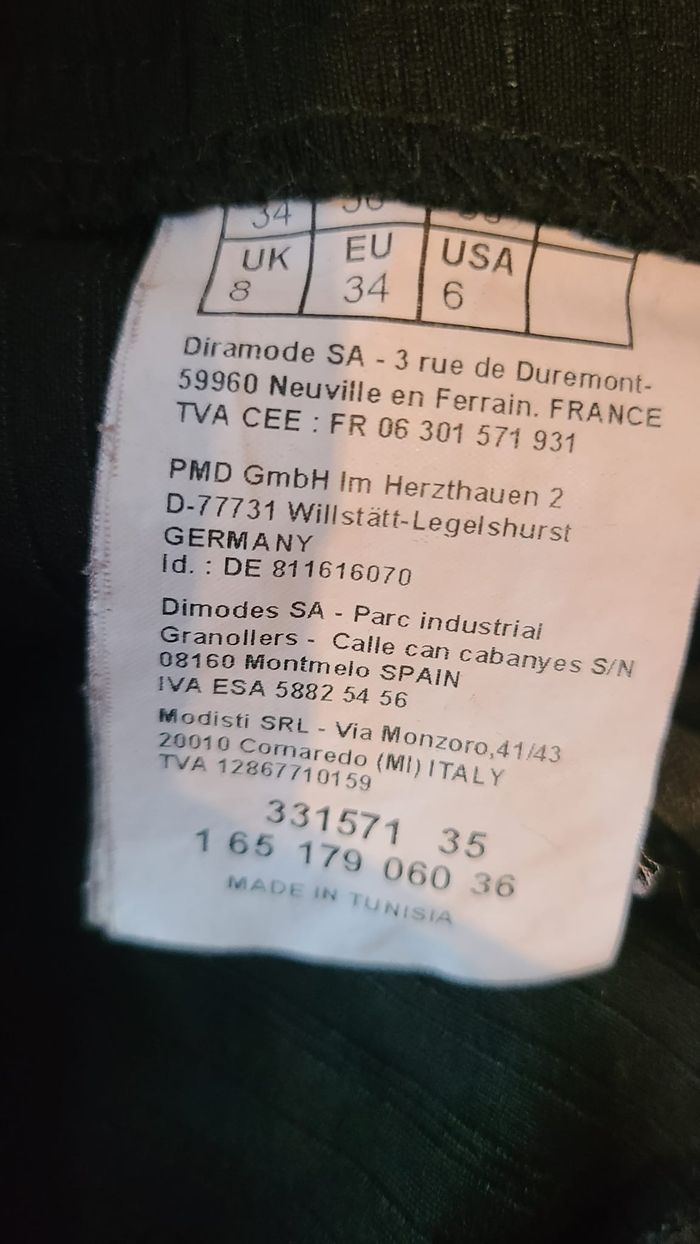 34
UK EU USA
8 34 6
Diramode SA - 3 rue de Duremont-
59960 Neuville en Ferrain. FRANCE
TVA CEE : FR 06 301 571 931
PMD GmbH Im Herzthauen 2
D-77731 Willstätt-Legelshurst
GERMANY
Id. : DE 811616070
Dimodes SA - Parc industrial
Granollers - Calle can cabanyes S/N
08160 Montmelo SPAIN
IVA ESA 5882 54 56
Modisti SRL - Via Monzoro,41/43
20010 Cornaredo (MI) ITALY
TVA 12867710159
331571 35
1 65 179 060 36
MADE IN TUNISIA